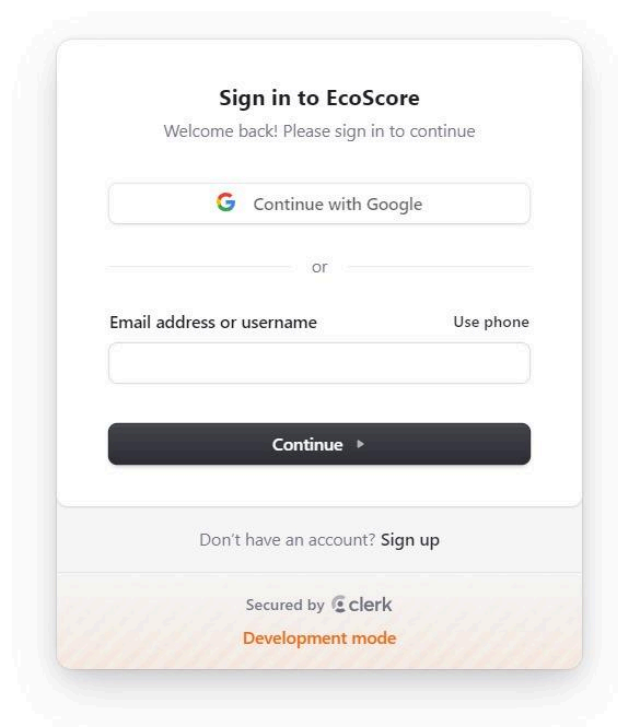 Sign in to EcoScore
Welcome back! Please sign in to continue
Continue with Google
or
Email address or username Use phone
Continue
Don't have an account? Sign up
Secured by clerk
Development mode